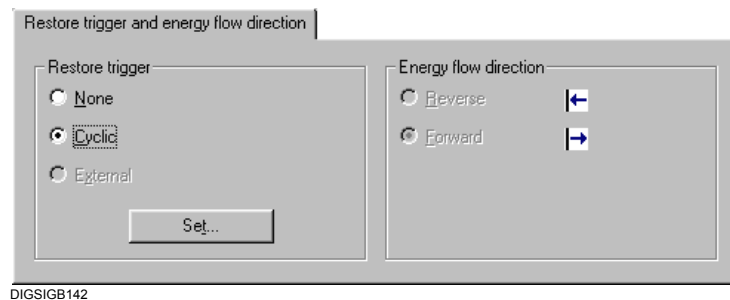 Restore trigger and energy flow direction
Restore trigger
None
Cyclic
External
Set...
Energy flow direction
Reverse
Forward
DIGSIGB142